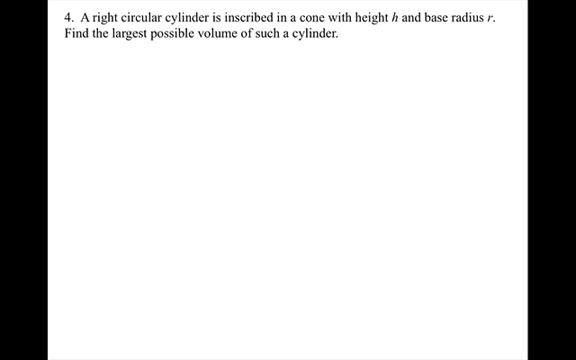 4. A right circular cylinder is inscribed in a cone with height h and base radius r.
Find the largest possible volume of such a cylinder.